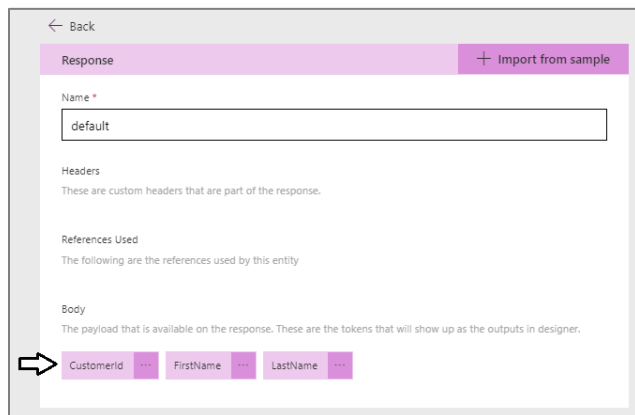 Back
Response
+ Import from sample
Name *
default
Headers
These are custom headers that are part of the response.
References Used
The following are the references used by this entity
Body
The payload that is available on the response. These are the tokens that will show up as the outputs in designer.
CustomerId ... FirstName ... LastName ...